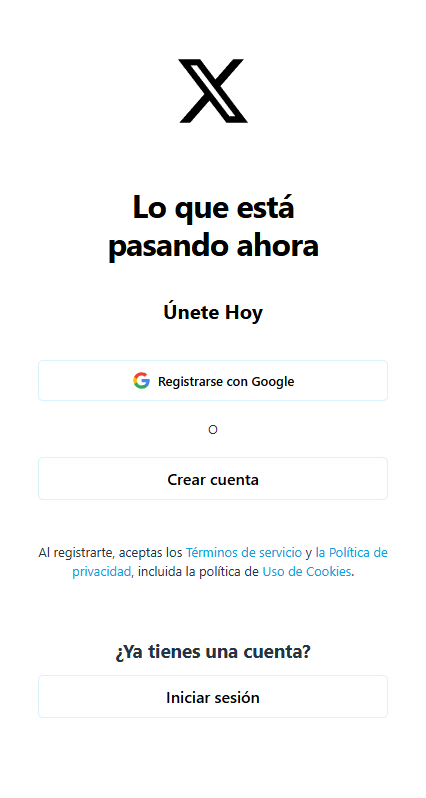 Lo que está
pasando ahora
Únete Hoy
Registrarse con Google
O
Crear cuenta
Al registrarte, aceptas los Términos de servicio y la Política de
privacidad, incluida la política de Uso de Cookies.
¿Ya tienes una cuenta?
Iniciar sesión